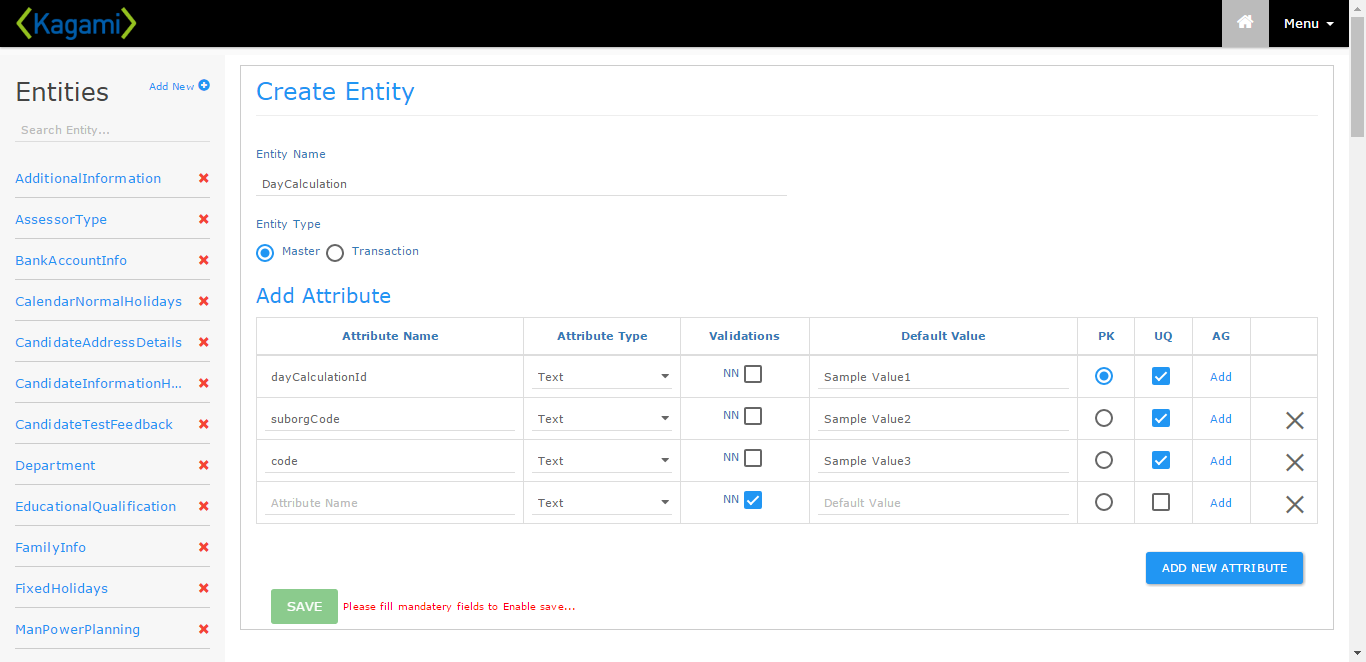 Kagami
Menu
Entities
Add New
Search Entity...
AdditionalInformation
AssessorType
BankAccountInfo
CalendarNormalHolidays
CandidateAddressDetails
CandidateInformationH...
CandidateTestFeedback
Department
EducationalQualification
FamilyInfo
FixedHolidays
ManPowerPlanning
Create Entity
Entity Name
DayCalculation
Entity Type
Master Transaction
Add Attribute
Attribute Name Attribute Type Validations Default Value PK UQ AG
dayCalculationId Text NN Sample Value1 Add
suborgCode Text NN Sample Value2 Add
code Text NN Sample Value3 Add
Attribute Name Text NN Default Value Add
ADD NEW ATTRIBUTE
SAVE Please fill mandatery fields to Enable save...